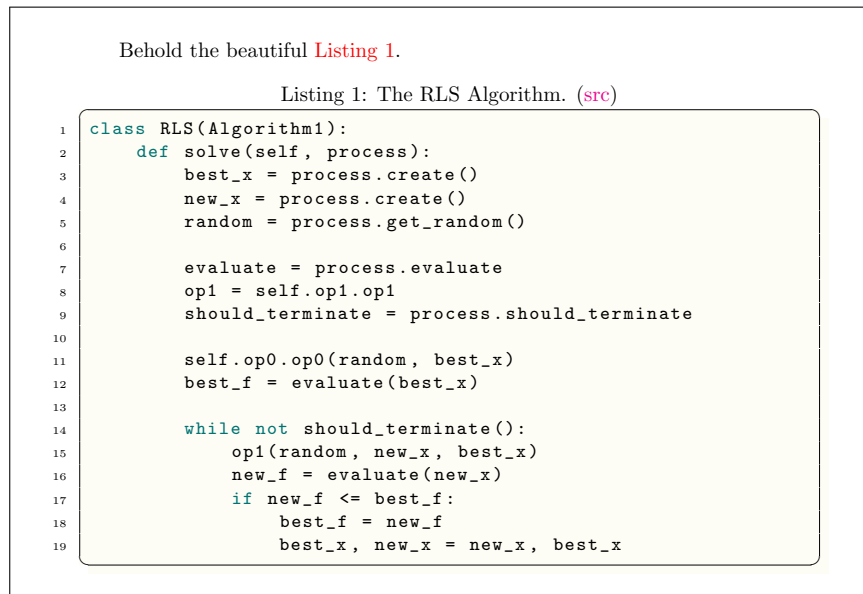 Behold the beautiful Listing 1.
Listing 1: The RLS Algorithm. (src)
1 class RLS(Algorithm1):
2     def solve(self, process):
3         best_x = process.create()
4         new_x = process.create()
5         random = process.get_random()
6
7         evaluate = process.evaluate
8         op1 = self.op1.op1
9         should_terminate = process.should_terminate
10
11         self.op0.op0(random, best_x)
12         best_f = evaluate(best_x)
13
14         while not should_terminate():
15             op1(random, new_x, best_x)
16             new_f = evaluate(new_x)
17             if new_f <= best_f:
18                 best_f = new_f
19                 best_x, new_x = new_x, best_x